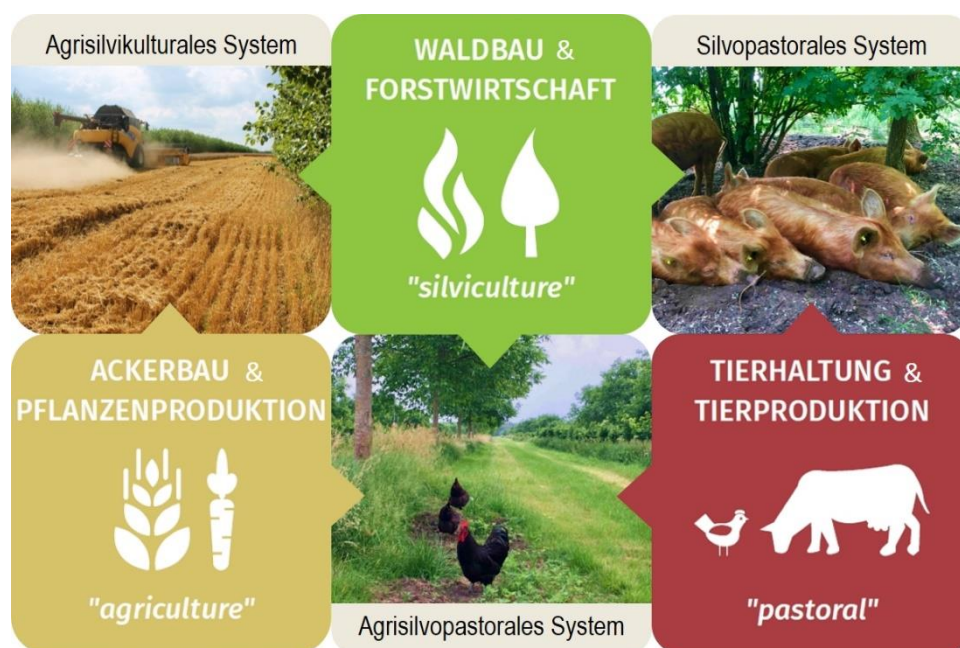 Agrisilvikulturales System
WALDBAU &
FORSTWIRTSCHAFT
"silviculture"
Silvopastorales System
ACKERBAU &
PFLANZENPRODUKTION
"agriculture"
Agrisilvopastorales System
TIERHALTUNG &
TIERPRODUKTION
"pastoral"